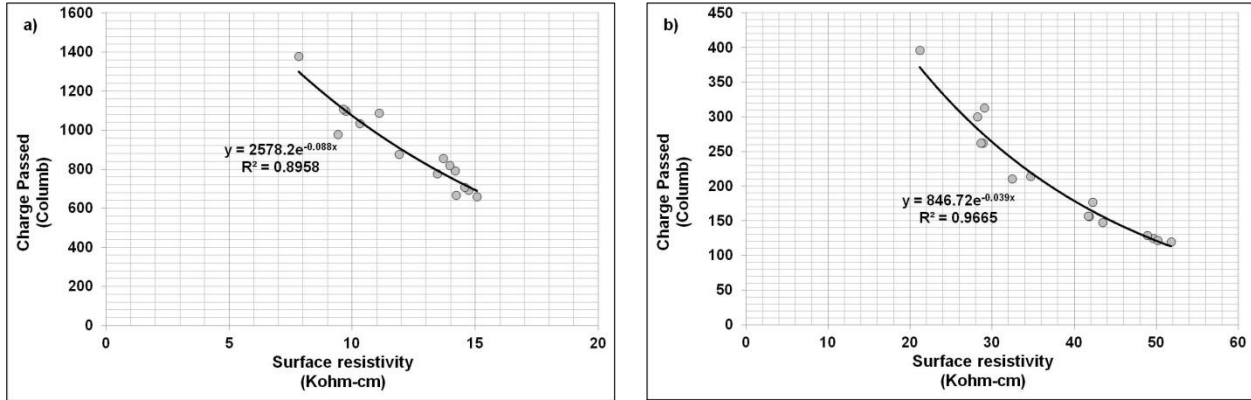 a)
1600
1400
1200
1000
800
600
400
200
0
Charge Passed
(Columb)
y = 2578.2e^-0.088x
R² = 0.8958
0
5
10
15
20
Surface resistivity
(Kohm-cm)
b)
450
400
350
300
250
200
150
100
50
0
Charge Passed
(Columb)
y = 846.72e^-0.039x
R² = 0.9665
0
10
20
30
40
50
60
Surface resistivity
(Kohm-cm)